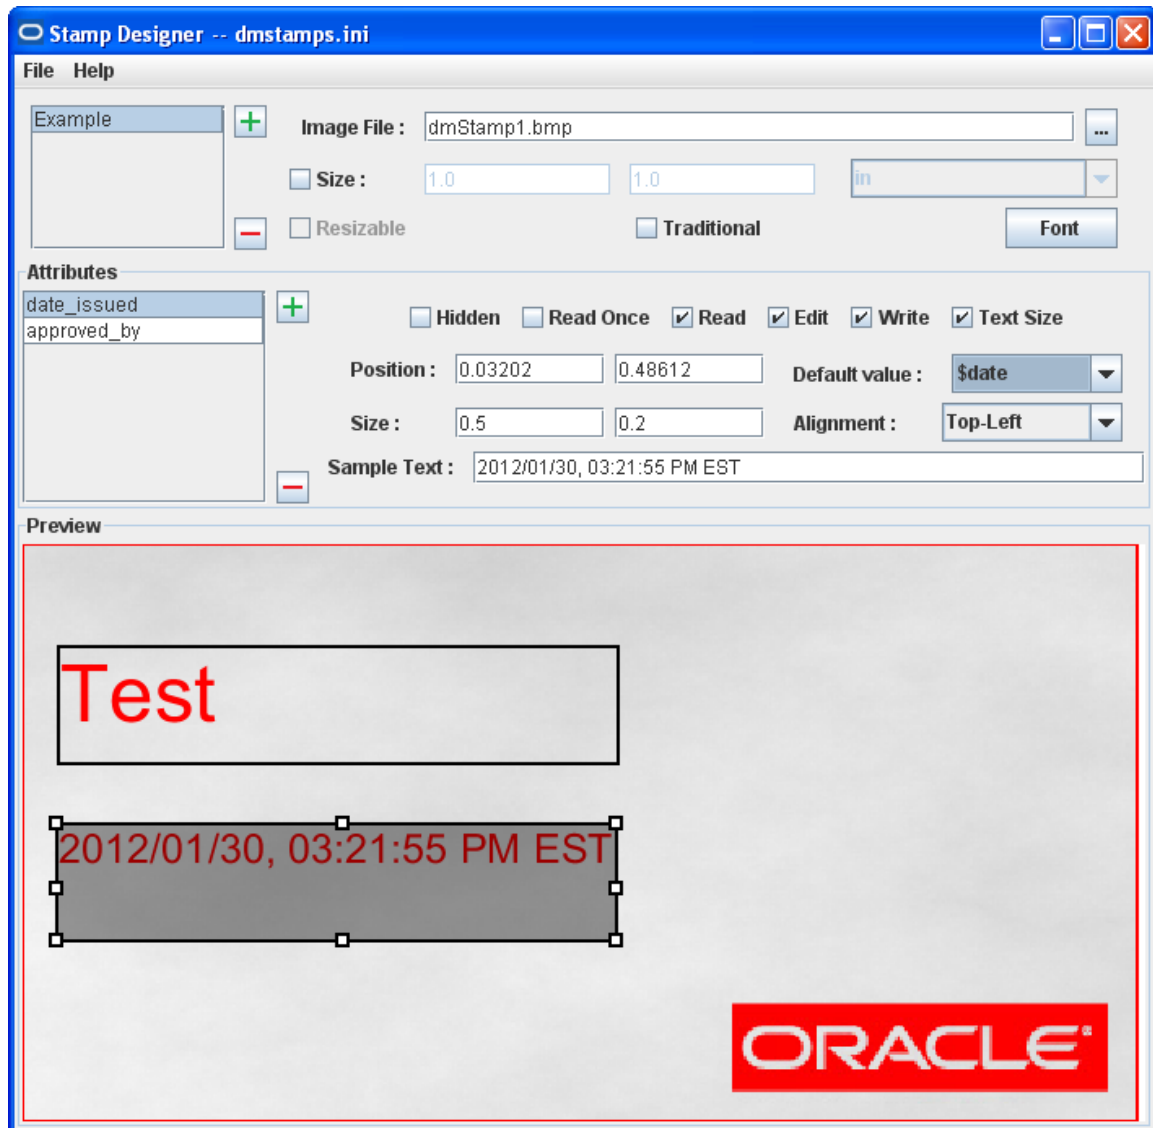 Stamp Designer -- dmstamps.ini
File Help
Example
Image File : dmStamp1.bmp ...
Size : 1.0 1.0 in
Resizable Traditional Font
Attributes
date_issued
approved_by
Hidden Read Once Read Edit Write Text Size
Position : 0.03202 0.48612 Default value : $date
Size : 0.5 0.2 Alignment : Top-Left
Sample Text : 2012/01/30, 03:21:55 PM EST
Preview
Test
2012/01/30, 03:21:55 PM EST
ORACLE®